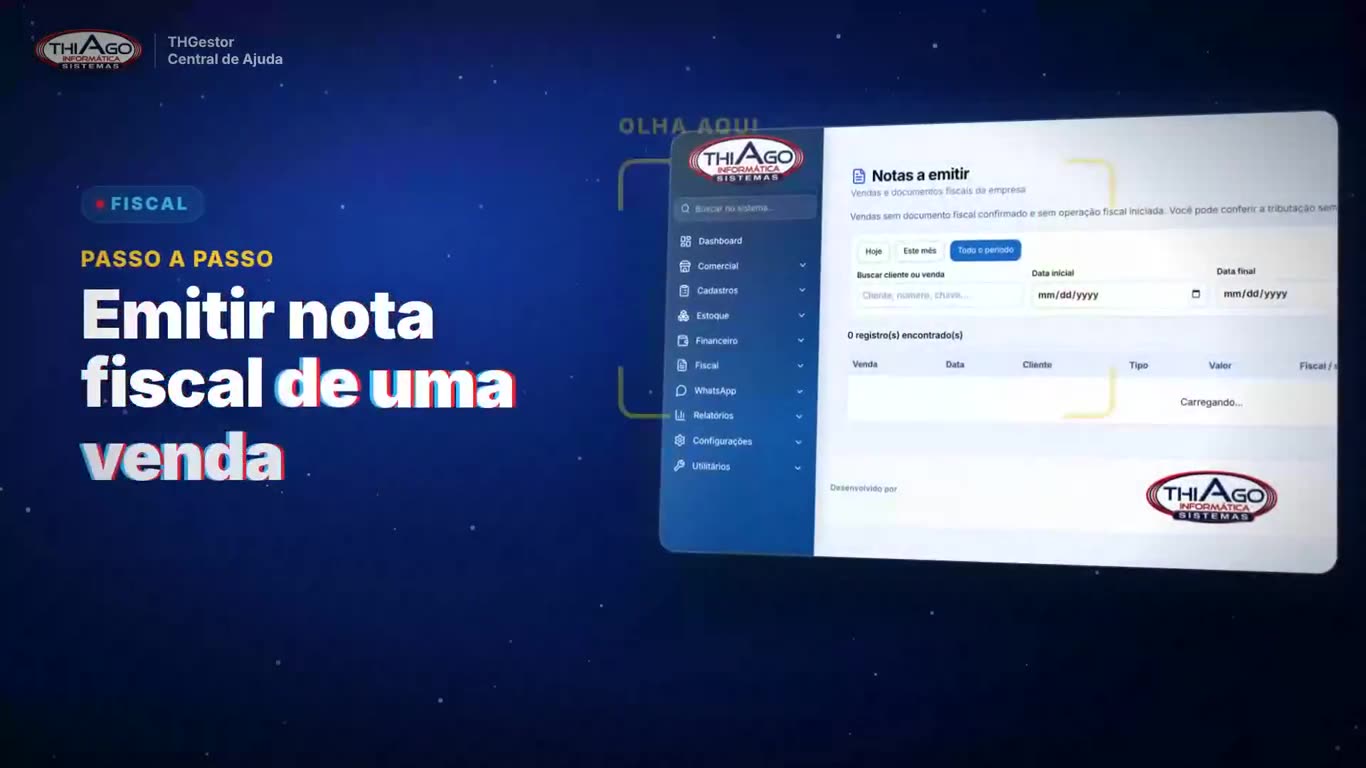 THIAGO
INFORMÁTICA
SISTEMAS
THGestor
Central de Ajuda
FISCAL
PASSO A PASSO
Emitir nota
fiscal de uma
venda
OLHA AQUI
THIAGO
INFORMÁTICA
SISTEMAS
Buscar no sistema...
Dashboard
Comercial
Cadastros
Estoque
Financeiro
Fiscal
WhatsApp
Relatórios
Configurações
Utilitários
Notas a emitir
Vendas e documentos fiscais da empresa
Vendas sem documento fiscal confirmado e sem operação fiscal iniciada. Você pode conferir a tributação sem
Hoje Este mês Todo o período
Buscar cliente ou venda Data inicial Data final
Cliente, número, chave... mm/dd/yyyy mm/dd/yyyy
0 registro(s) encontrado(s)
Venda Data Cliente Tipo Valor Fiscal /
Carregando...
Desenvolvido por
THIAGO
INFORMÁTICA
SISTEMAS